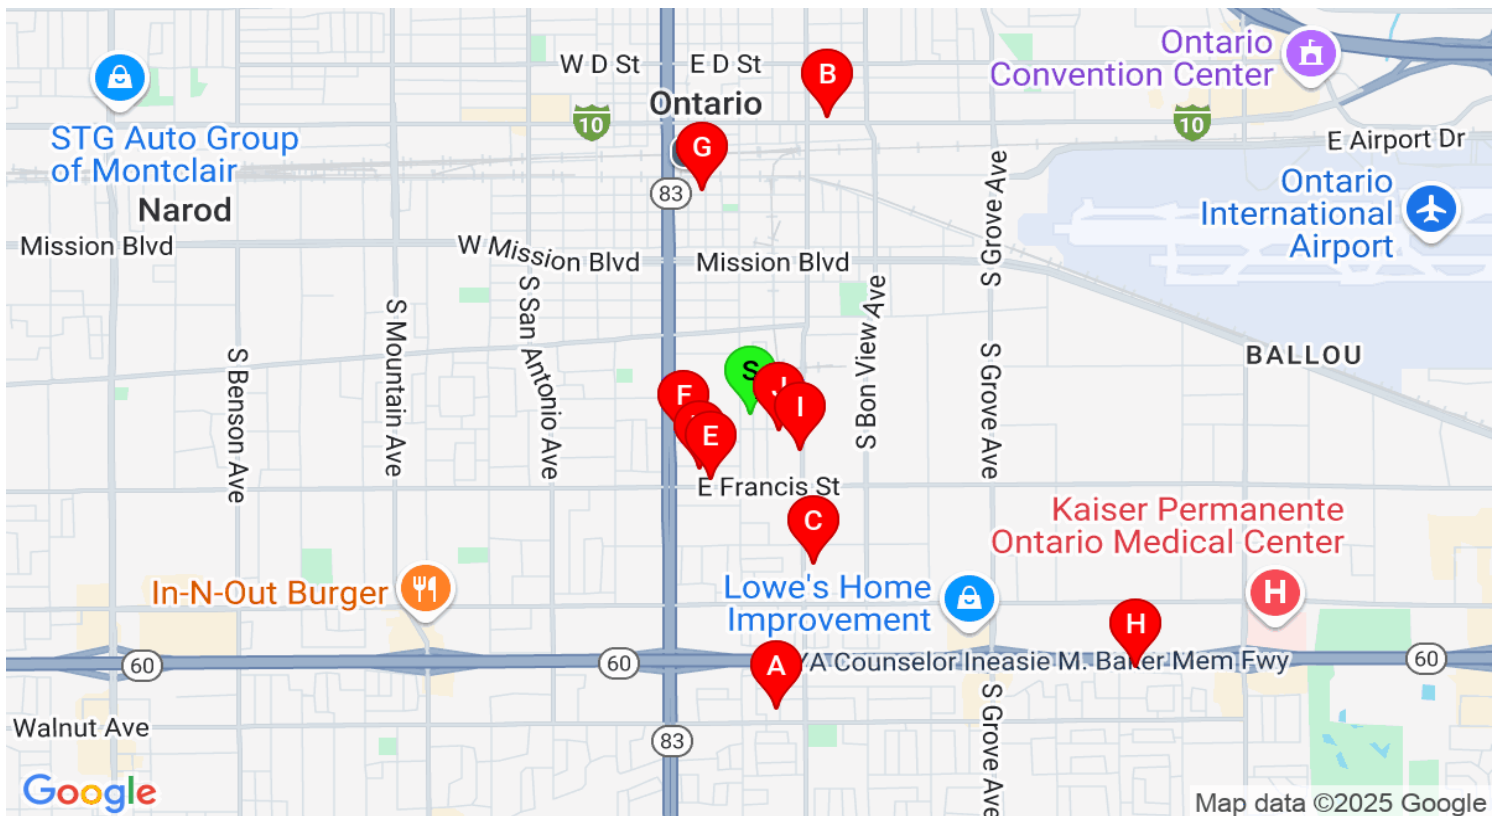 W D St
E D St
Ontario
Convention Center
B
Ontario
10
10
STG Auto Group
of Montclair
G
E Airport Dr
83
Narod
Ontario
International
Airport
Mission Blvd
W Mission Blvd
Mission Blvd
S Grove Ave
S San Antonio Ave
S Mountain Ave
S Bon View Ave
S Benson Ave
S Grove Ave
BALLOU
S
F
J
I
E
E Francis St
C
Kaiser Permanente
Ontario Medical Center
H
In-N-Out Burger
Lowe's Home
Improvement
H
A
60
60
YA Counselor Ineasie M. Baker Mem Fwy
60
S Grove Ave
Walnut Ave
83
Google
Map data ©2025 Google